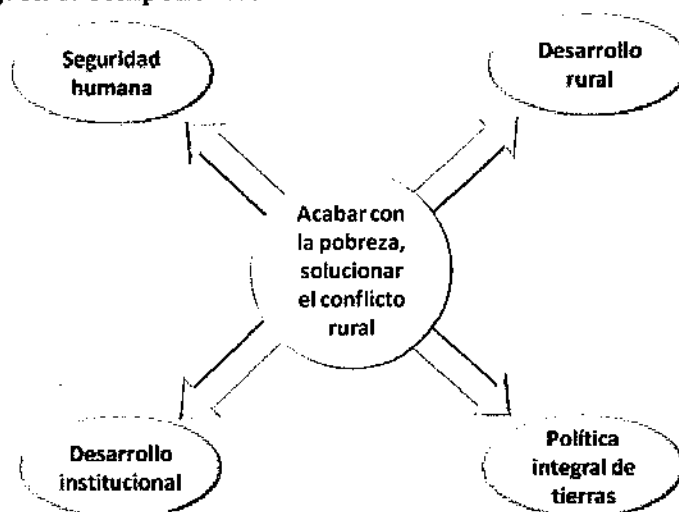 Seguridad
humana
Desarrollo
rural
Acabar con
la pobreza,
solucionar
el conflicto
rural
Desarrollo
institucional
Política
integral de
tierras